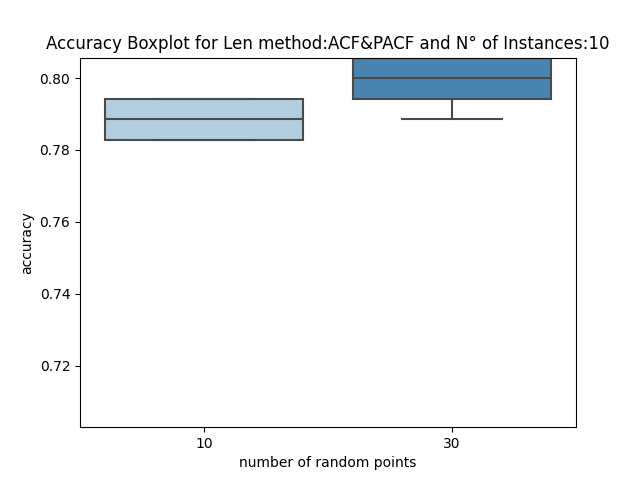 Accuracy Boxplot for Len method:ACF&PACF and N° of Instances:10
0.80
0.78
0.76
0.74
0.72
accuracy
10
30
number of random points